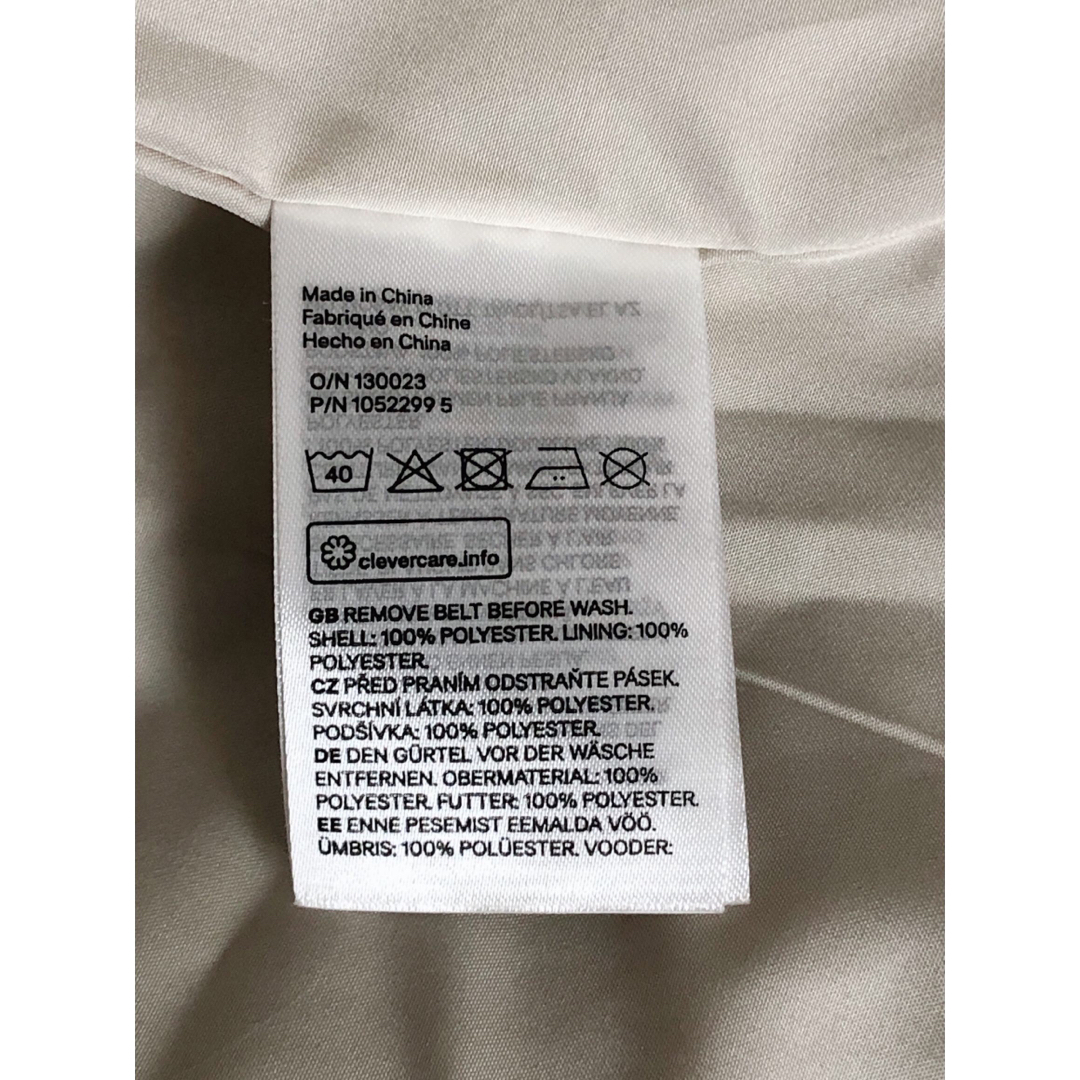 Made in China
Fabriqué en Chine
Hecho en China
O/N 130023
P/N 1052299 5
40
clevercare.info
GB REMOVE BELT BEFORE WASH.
SHELL: 100% POLYESTER. LINING: 100%
POLYESTER.
CZ PŘED PRANÍM ODSTRAŇTE PÁSEK.
SVRCHNÍ LÁTKA: 100% POLYESTER.
PODŠÍVKA: 100% POLYESTER.
DE DEN GÜRTEL VOR DER WÄSCHE
ENTFERNEN. OBERMATERIAL: 100%
POLYESTER. FUTTER: 100% POLYESTER.
EE ENNE PESEMIST EEMALDA VÖÖ.
ÜMBRIS: 100% POLÜESTER. VOODER: